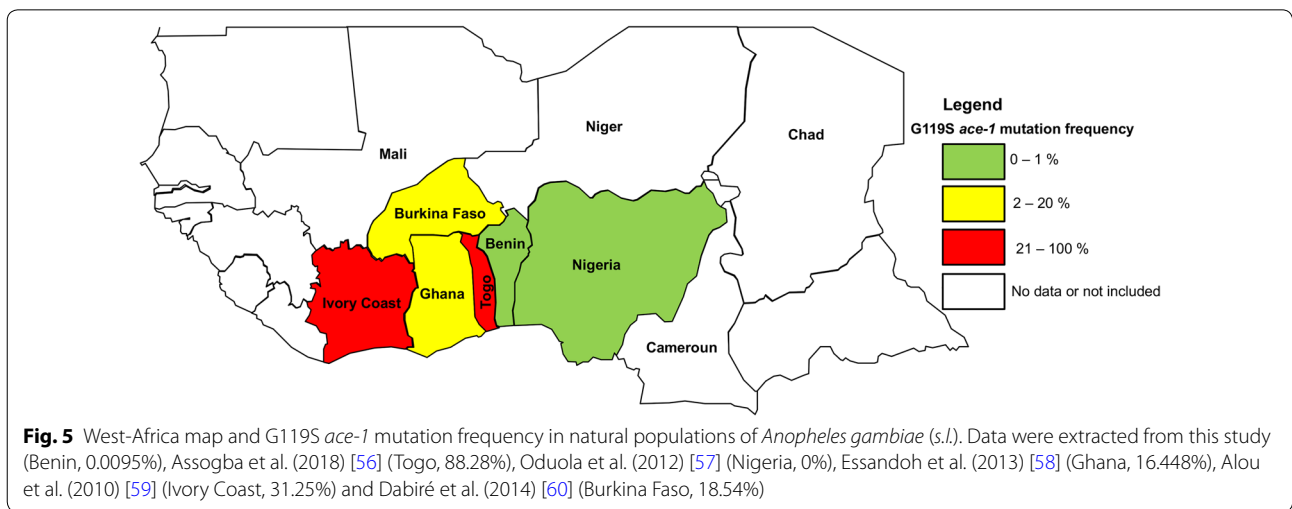 Legend
G119S ace-1 mutation frequency
0 – 1 %
2 – 20 %
21 – 100 %
No data or not included
Niger
Chad
Mali
Burkina Faso
Benin
Nigeria
Togo
Ghana
Ivory Coast
Cameroun
Fig. 5 West-Africa map and G119S ace-1 mutation frequency in natural populations of Anopheles gambiae (s.l.). Data were extracted from this study
(Benin, 0.0095%), Assogba et al. (2018) [56] (Togo, 88.28%), Oduola et al. (2012) [57] (Nigeria, 0%), Essandoh et al. (2013) [58] (Ghana, 16.448%), Alou
et al. (2010) [59] (Ivory Coast, 31.25%) and Dabiré et al. (2014) [60] (Burkina Faso, 18.54%)